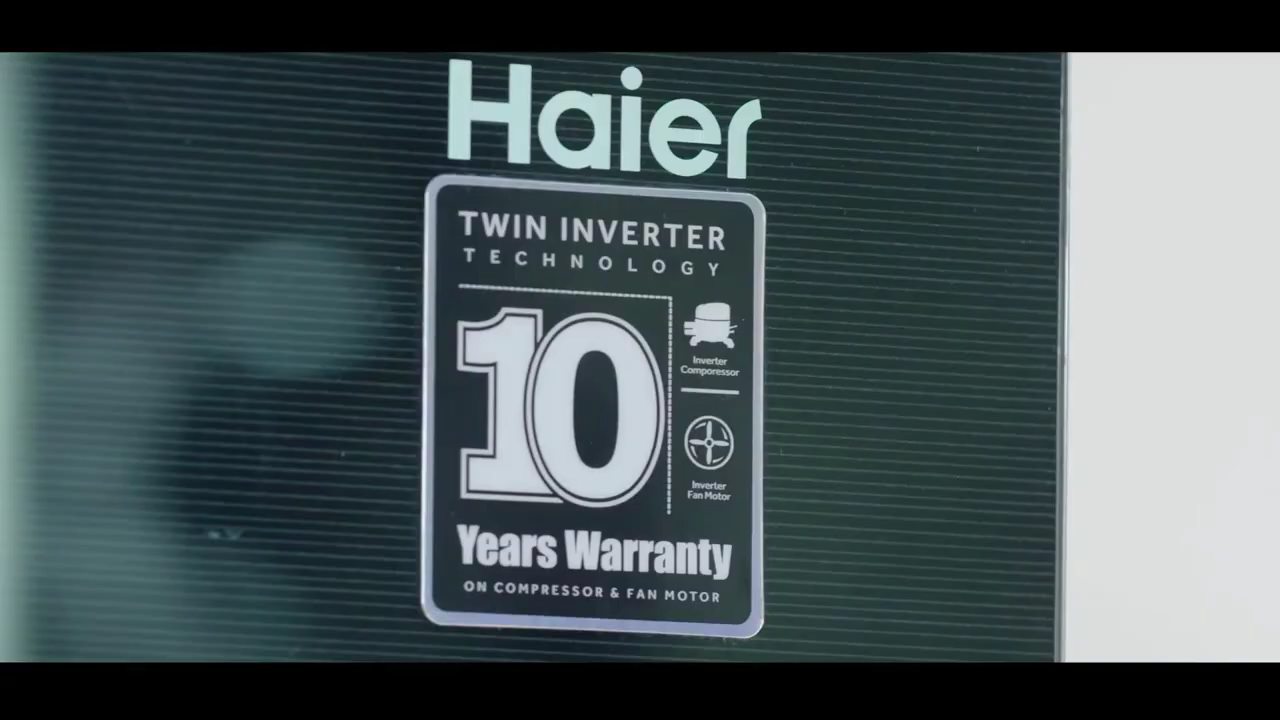 Haier
TWIN INVERTER
TECHNOLOGY
10
Inverter
Comporessor
Inverter
Fan Motor
Years Warranty
ON COMPRESSOR & FAN MOTOR